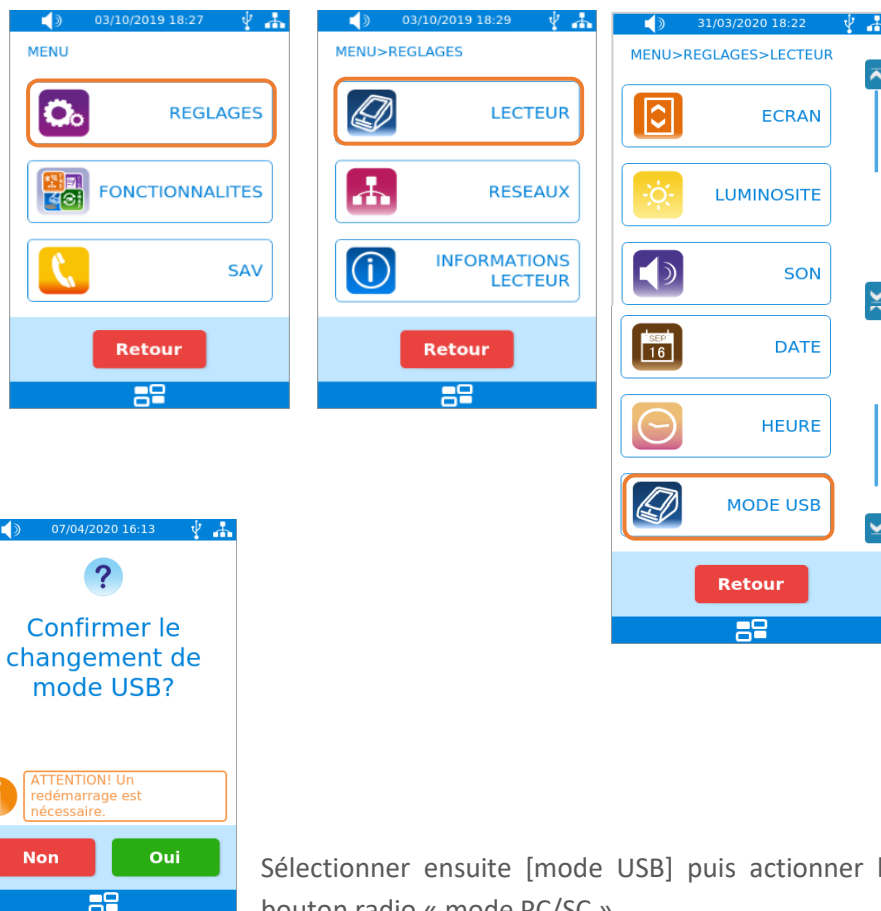 03/10/2019 18:27
MENU
REGLAGES
FONCTIONNALITES
SAV
Retour
03/10/2019 18:29
MENU>REGLAGES
LECTEUR
RESEAUX
INFORMATIONS
LECTEUR
Retour
31/03/2020 18:22
MENU>REGLAGES>LECTEUR
ECRAN
LUMINOSITE
SON
SEP
16
DATE
HEURE
MODE USB
Retour
07/04/2020 16:13
?
Confirmer le
changement de
mode USB?
ATTENTION! Un
redémarrage est
nécessaire.
Non
Oui
Sélectionner ensuite [mode USB] puis actionner
bouton radio « mode PC/SC »